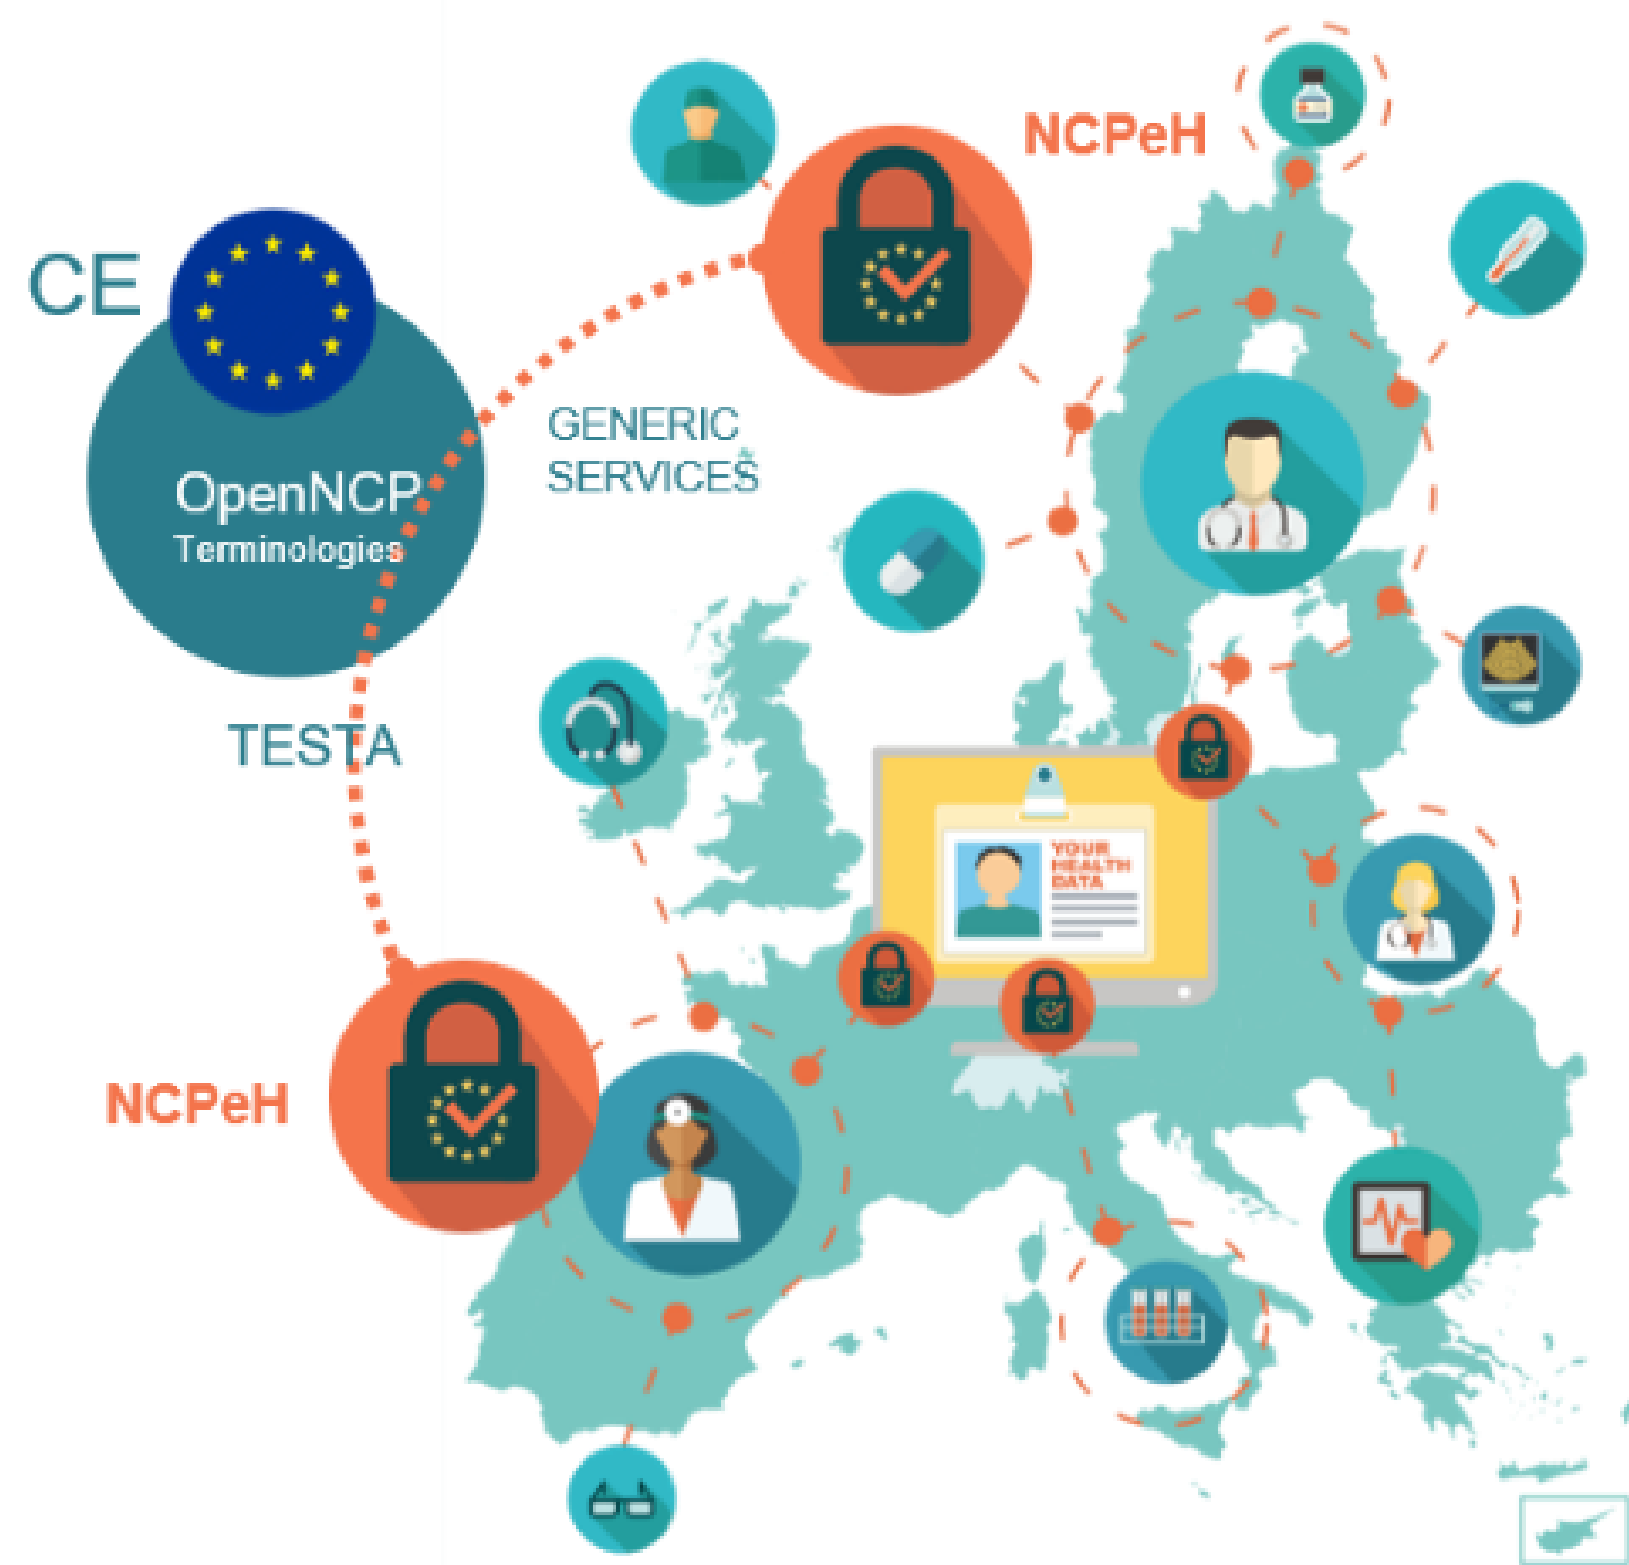 NCPeH
CE
GENERIC
SERVICES
OpenNCP
Terminologies
TESTA
YOUR
HEALTH
DATA
NCPeH